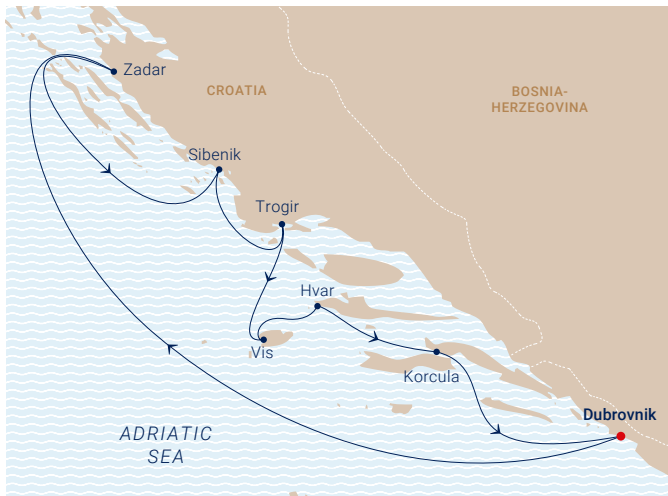 Zadar
CROATIA
BOSNIA-
HERZEGOVINA
Sibenik
Trogir
Hvar
Vis
Korcula
Dubrovnik
ADRIATIC
SEA